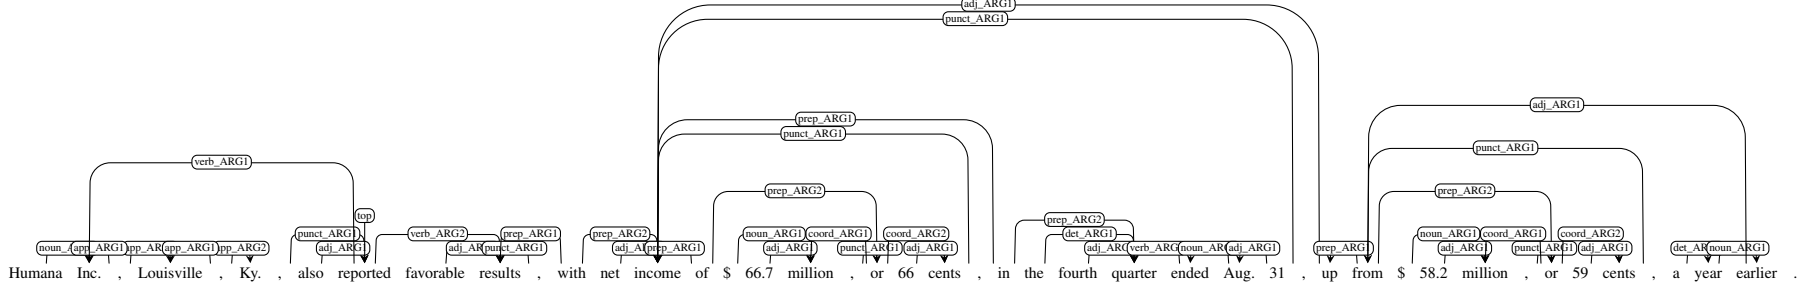 adj_ARG1
punct_ARG1
adj_ARG1
prep_ARG1
punct_ARG1 punct_ARG1
verb_ARG1
prep_ARG2 prep_ARG2
top prep_ARG2
punct_ARG1 verb_ARG2 prep_ARG1 prep_ARG2 noun_ARG1 coord_ARG1 coord_ARG2 det_ARG1 noun_ARG1 coord_ARG1 coord_ARG2
app_ARG1 app_ARG1 pp_ARG2 adj_ARG1 punct_ARG1 prep_ARG1 adj_ARG1 adj_ARG1 adj_ARG1 prep_ARG1 adj_ARG1 adj_ARG1 noun_ARG1
Humana Inc. , Louisville , Ky. , also reported favorable results , with net income of $ 66.7 million , or 66 cents , in the fourth quarter ended Aug. 31 , up from $ 58.2 million , or 59 cents , a year earlier .